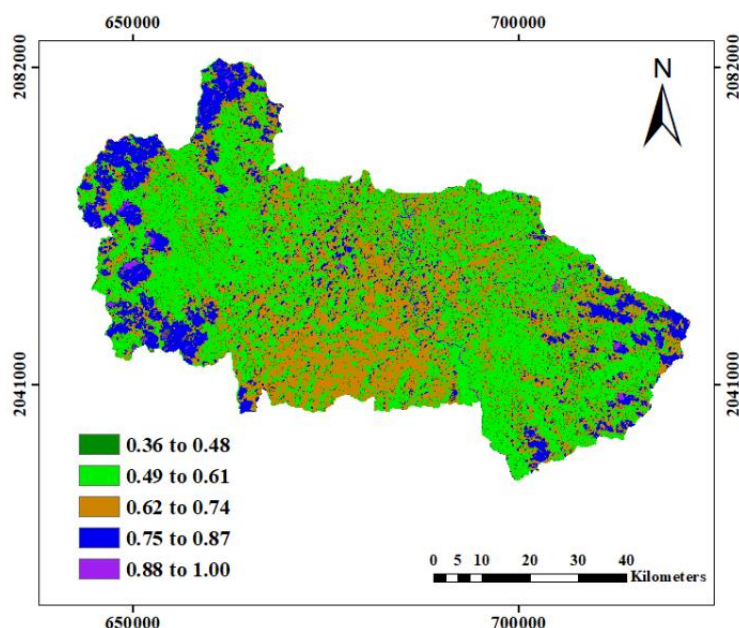 650000 700000
2082000 2082000
N
2041000 2041000
0.36 to 0.48
0.49 to 0.61
0.62 to 0.74
0.75 to 0.87
0.88 to 1.00
0 5 10 20 30 40
Kilometers
650000 700000